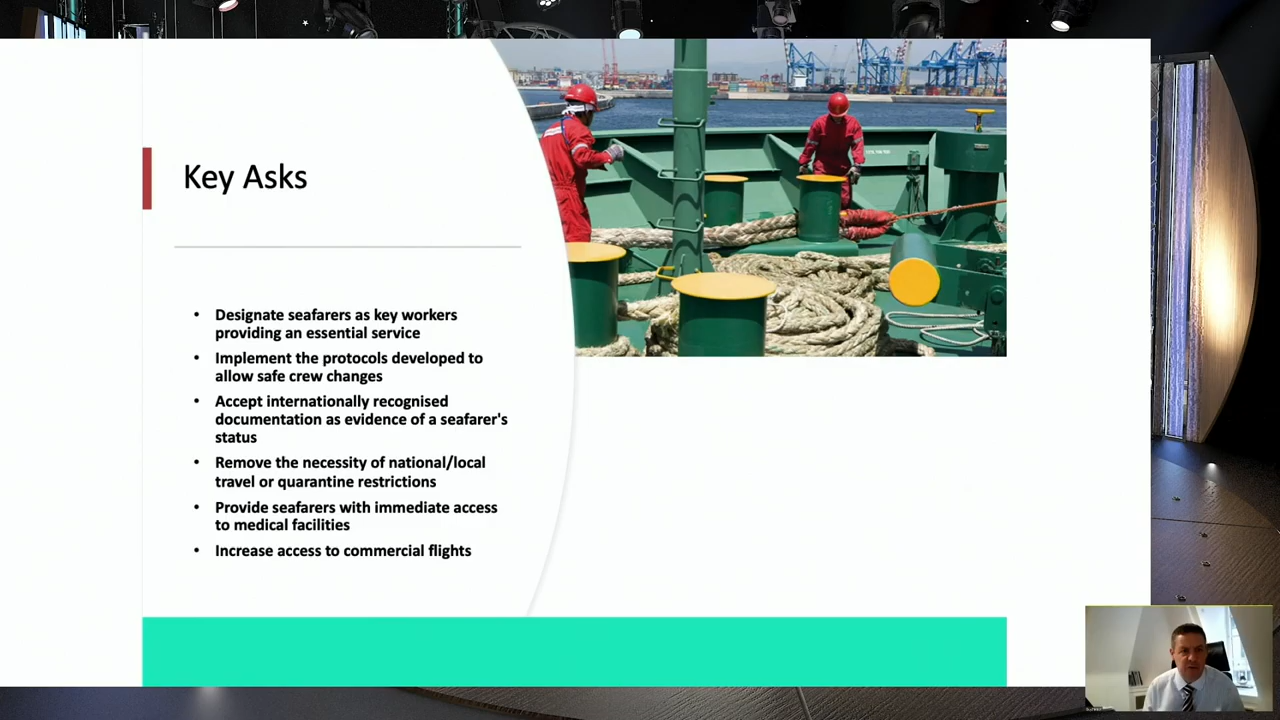 Key Asks
• Designate seafarers as key workers
providing an essential service
• Implement the protocols developed to
allow safe crew changes
• Accept internationally recognised
documentation as evidence of a seafarer's
status
• Remove the necessity of national/local
travel or quarantine restrictions
• Provide seafarers with immediate access
to medical facilities
• Increase access to commercial flights